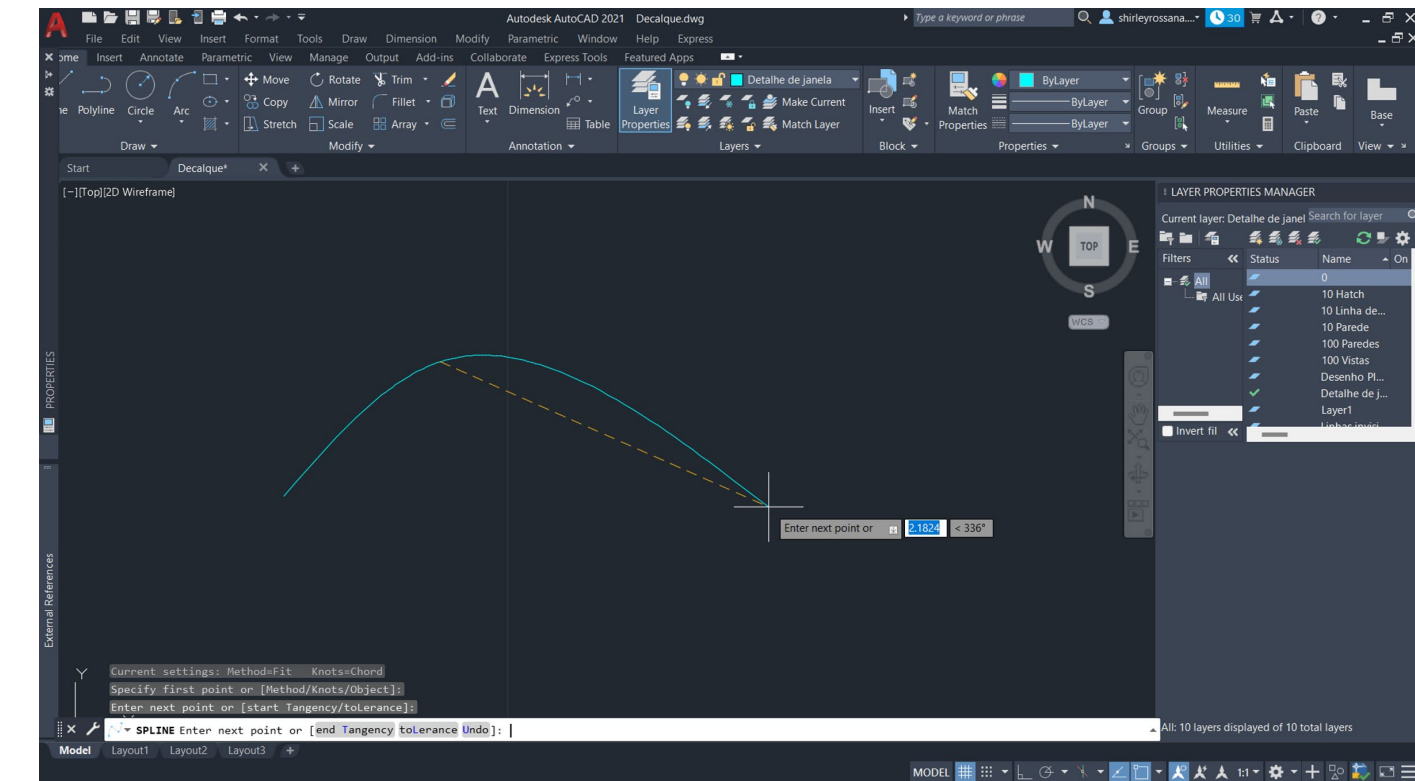 Autodesk AutoCAD 2021 Decalque.dwg Type a keyword or phrase shirleyrossana.... 30
File Edit View Insert Format Tools Draw Dimension Modify Parametric Window Help Express
ome Insert Annotate Parametric View Manage Output Add-ins Collaborate Express Tools Featured Apps
Move Rotate Trim Detalhe de janela ByLayer
ne Polyline Circle Arc Copy Mirror Fillet Text Dimension Layer Properties Make Current Insert Match Properties ByLayer Group Measure Paste Base
Stretch Scale Array Table Match Layer ByLayer
Draw Modify Annotation Layers Block Properties Groups Utilities Clipboard View
Start Decalque*
[−][Top][2D Wireframe]
LAYER PROPERTIES MANAGER
Current layer: Detalhe de janel Search for layer
Filters Status Name On
All
All Use
0
10 Hatch
10 Linha de...
10 Parede
100 Paredes
100 Vistas
Desenho Pl...
Detalhe de j...
Layer1
Linhas invisi
Invert fil
N
W TOP E
S
WCS
PROPERTIES
External References
Enter next point or 2.1824 < 336°
Y
Current settings: Method=Fit Knots=Chord
Specify first point or [Method/Knots/Object]:
Enter next point or [start Tangency/toLerance]:
SPLINE Enter next point or [end Tangency toLerance Undo]:
All: 10 layers displayed of 10 total layers
Model Layout1 Layout2 Layout3 +
MODEL 1:1